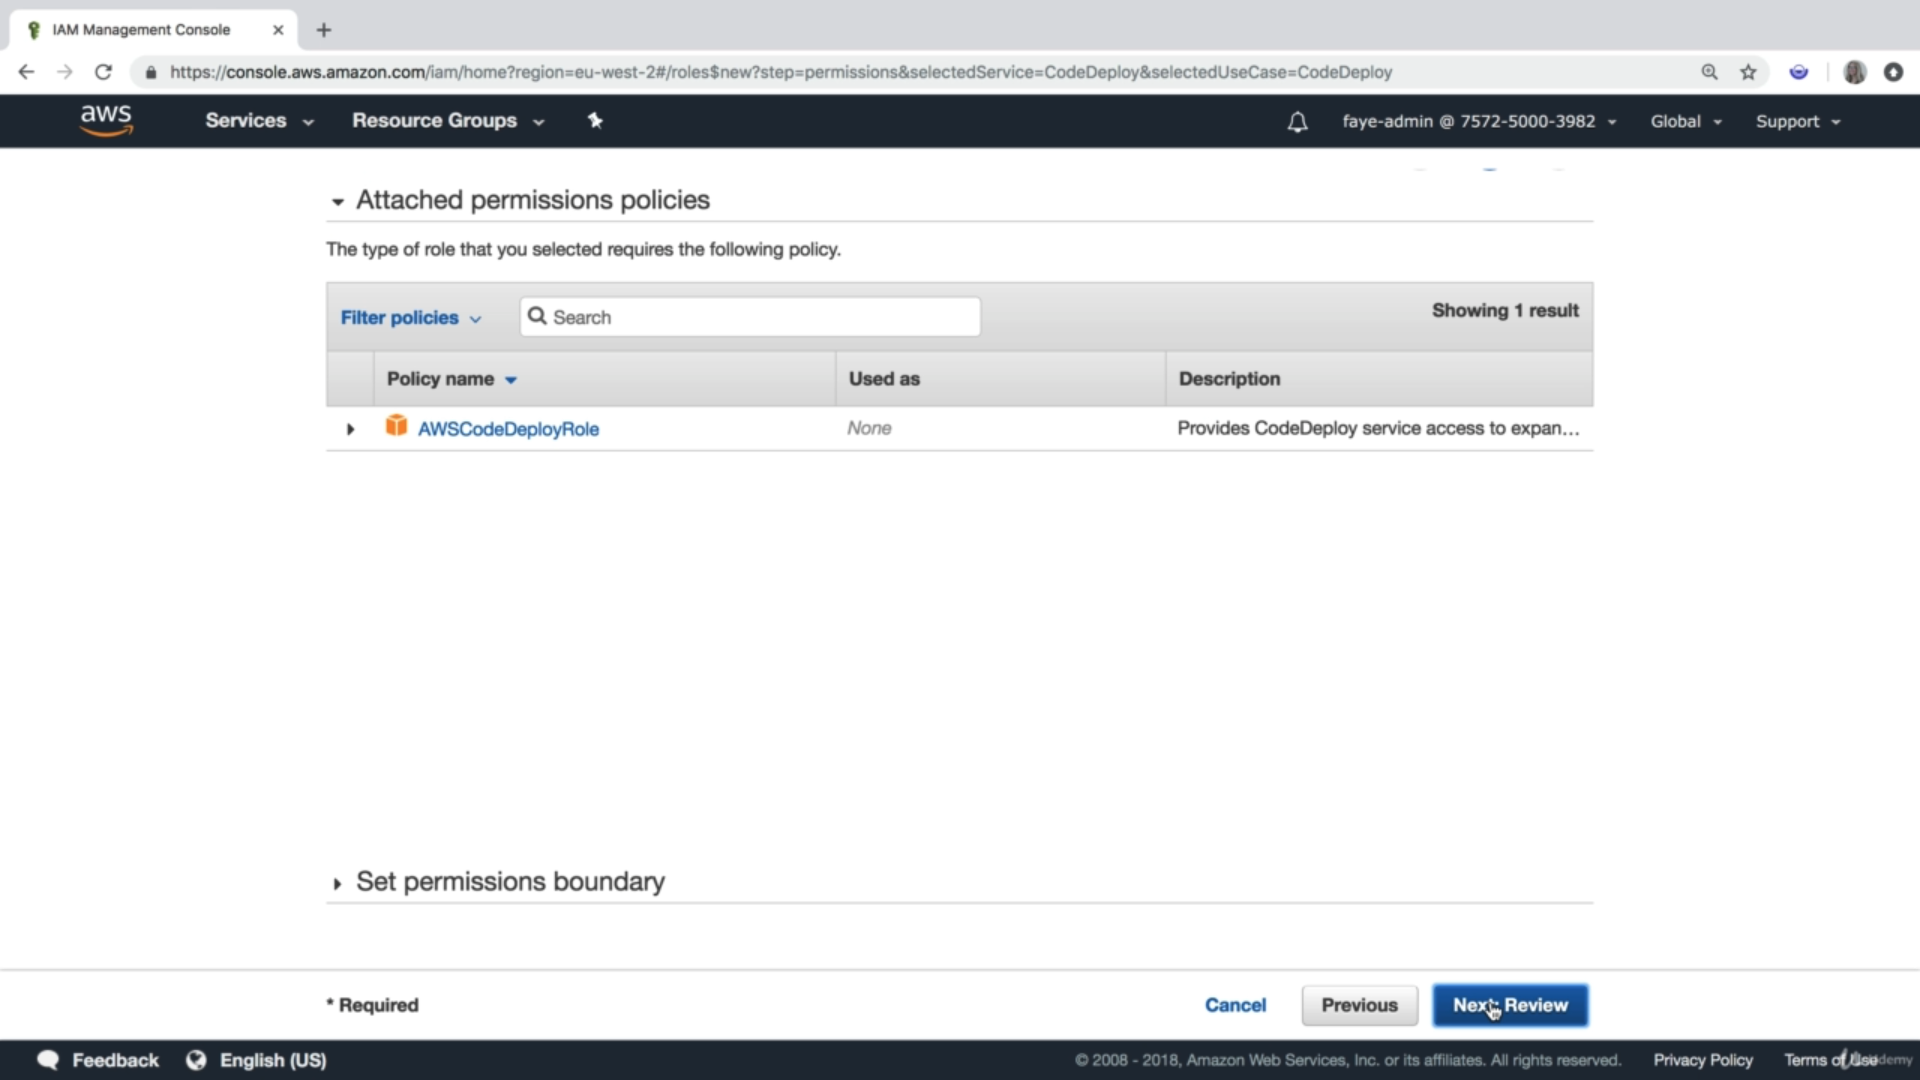 IAM Management Console
https://console.aws.amazon.com/iam/home?region=eu-west-2#/roles$new?step=permissions&selectedService=CodeDeploy&selectedUseCase=CodeDeploy
aws Services Resource Groups faye-admin @ 7572-5000-3982 Global Support
Attached permissions policies
The type of role that you selected requires the following policy.
Filter policies Search Showing 1 result
Policy name Used as Description
AWSCodeDeployRole None Provides CodeDeploy service access to expan...
Set permissions boundary
* Required Cancel Previous Next: Review
Feedback English (US) © 2008 - 2018, Amazon Web Services, Inc. or its affiliates. All rights reserved. Privacy Policy Terms of Use